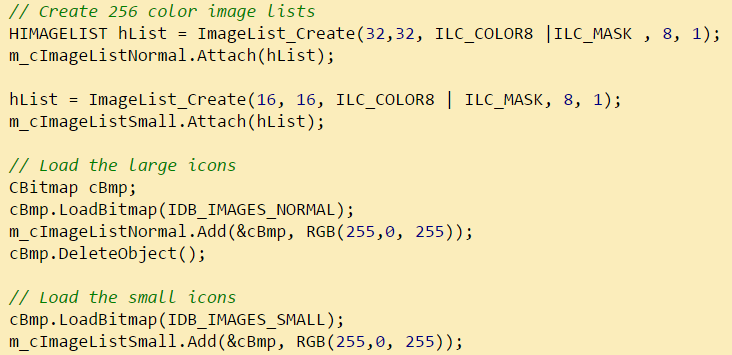 // Create 256 color image lists
HIMAGELIST hList = ImageList_Create(32,32, ILC_COLOR8 |ILC_MASK , 8, 1);
m_cImageListNormal.Attach(hList);

hList = ImageList_Create(16, 16, ILC_COLOR8 | ILC_MASK, 8, 1);
m_cImageListSmall.Attach(hList);

// Load the large icons
CBitmap cBmp;
cBmp.LoadBitmap(IDB_IMAGES_NORMAL);
m_cImageListNormal.Add(&cBmp, RGB(255,0, 255));
cBmp.DeleteObject();

// Load the small icons
cBmp.LoadBitmap(IDB_IMAGES_SMALL);
m_cImageListSmall.Add(&cBmp, RGB(255,0, 255));